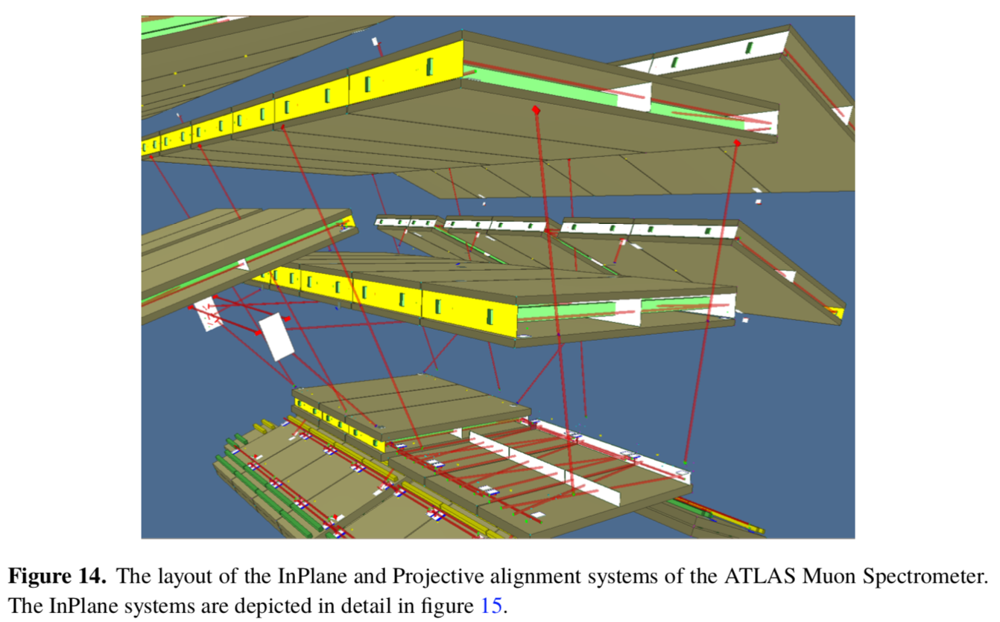 Figure 14. The layout of the InPlane and Projective alignment systems of the ATLAS Muon Spectrometer.
The InPlane systems are depicted in detail in figure 15.